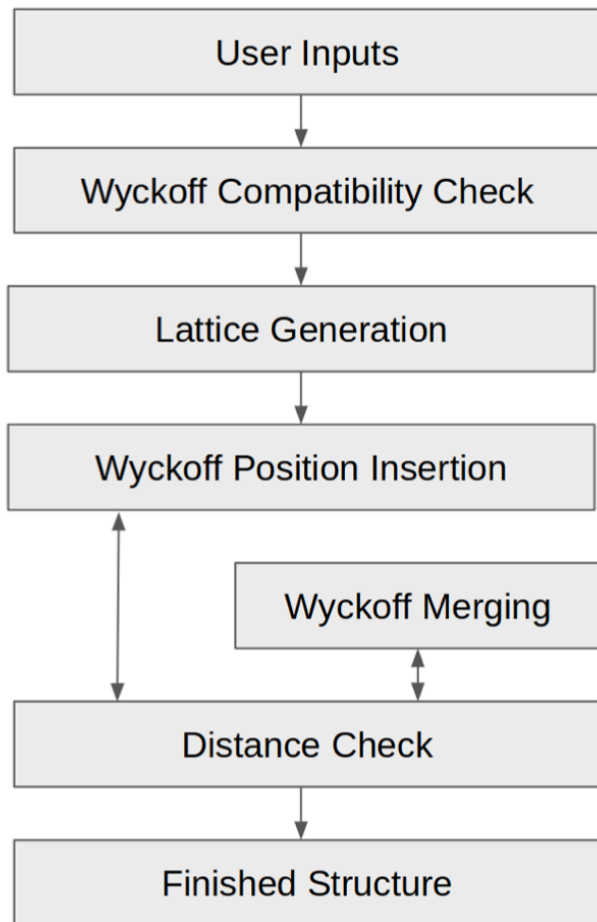 User Inputs
Wyckoff Compatibility Check
Lattice Generation
Wyckoff Position Insertion
Wyckoff Merging
Distance Check
Finished Structure